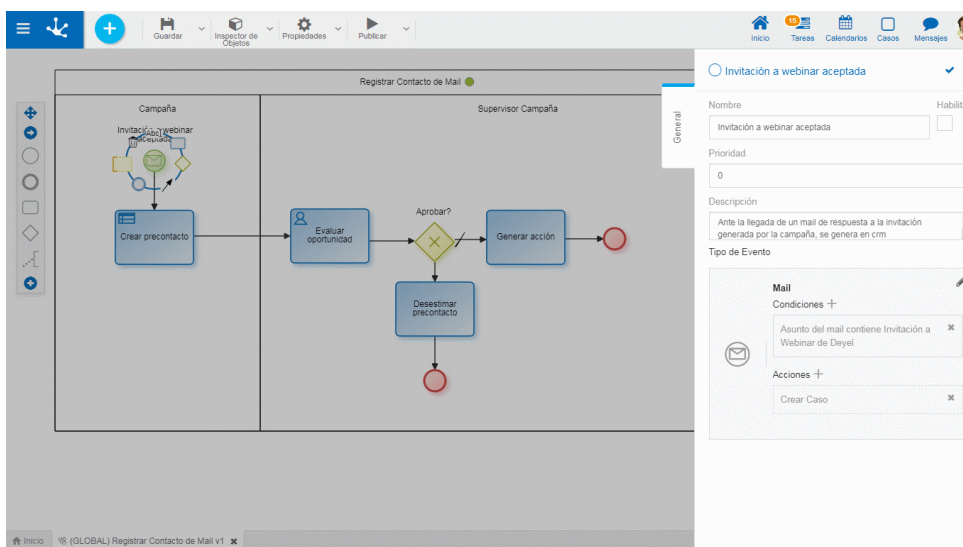 Guardar
Inspector de
Objetos
Propiedades
Publicar
Inicio
15
Tareas
Calendarios
Casos
Mensajes
Registrar Contacto de Mail
Campaña
Supervisor Campaña
Invitación a webinar
aceptada
Abc
Crear precontacto
Evaluar
oportunidad
Aprobar?
Generar acción
Desestimar
precontacto
General
Invitación a webinar aceptada
Nombre
Habilit
Invitación a webinar aceptada
Prioridad
0
Descripción
Ante la llegada de un mail de respuesta a la invitación
generada por la campaña, se genera en crm
Tipo de Evento
Mail
Condiciones
Asunto del mail contiene Invitación a
Webinar de Deyel
Acciones
Crear Caso
Inicio
(GLOBAL) Registrar Contacto de Mail v1